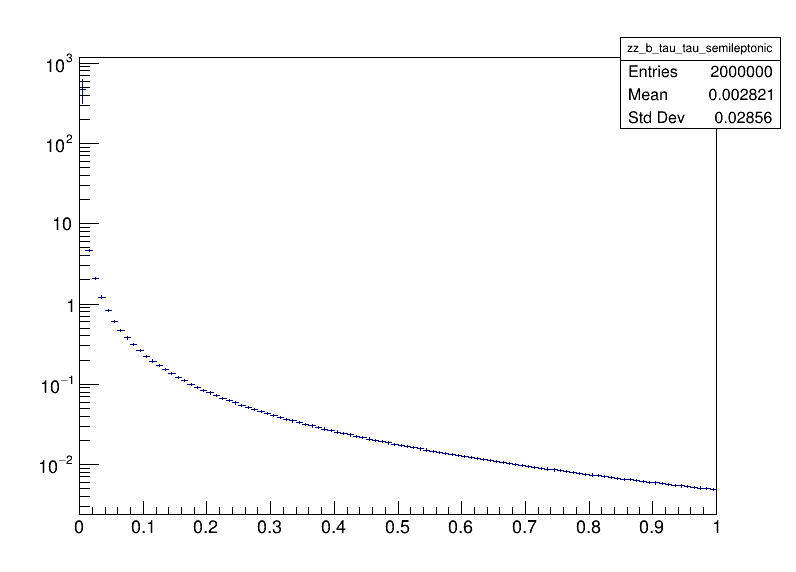 zz_b_tau_tau_semileptonic
Entries 2000000
Mean 0.002821
Std Dev 0.02856
10³
10²
10
1
10⁻¹
10⁻²
0 0.1 0.2 0.3 0.4 0.5 0.6 0.7 0.8 0.9 1